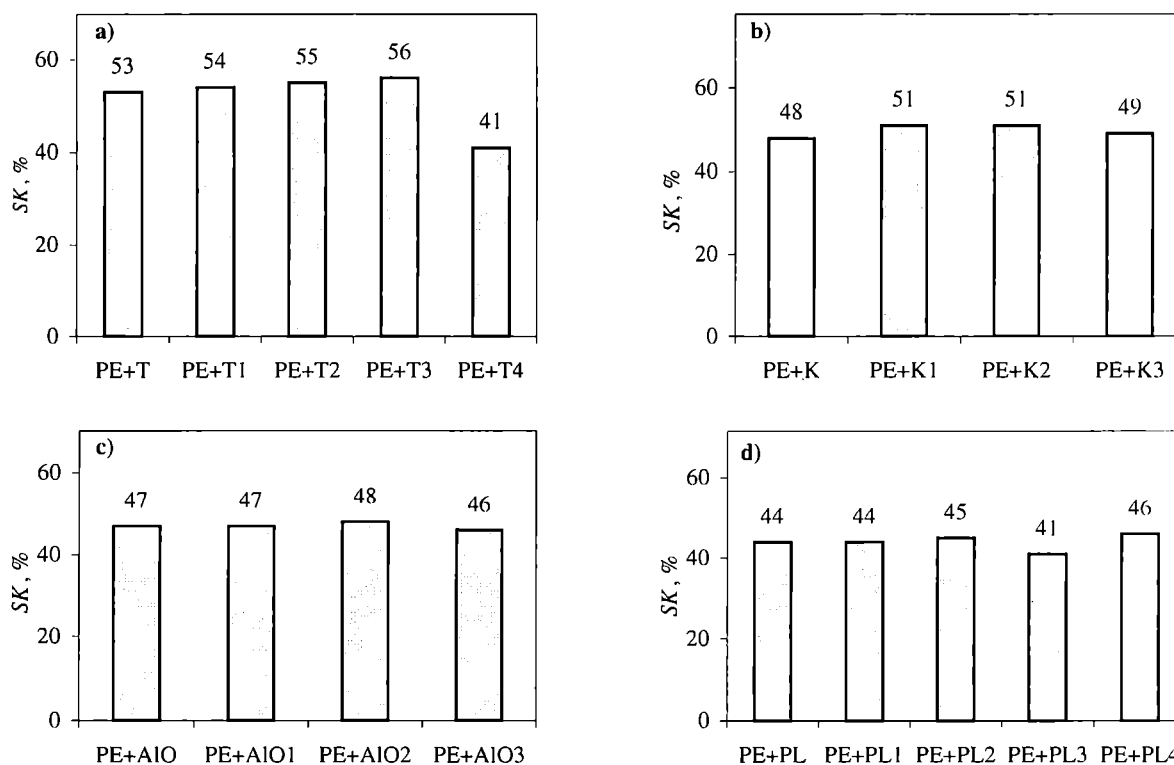 a)
53
54
55
56
41
60
40
20
0
SK, %
PE+T PE+T1 PE+T2 PE+T3 PE+T4
b)
48
51
51
49
60
40
20
0
SK, %
PE+K PE+K1 PE+K2 PE+K3
c)
47
47
48
46
60
40
20
0
SK, %
PE+AlO PE+AlO1 PE+AlO2 PE+AlO3
d)
44
44
45
41
46
60
40
20
0
SK, %
PE+PL PE+PL1 PE+PL2 PE+PL3 PE+PL4